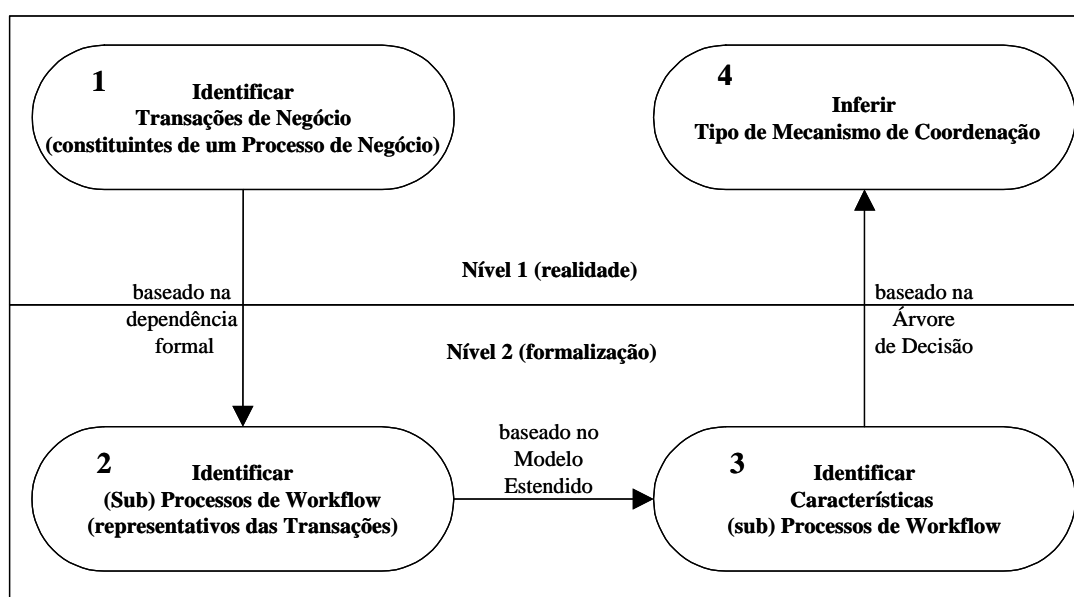 1
Identificar
Transações de Negócio
(constituintes de um Processo de Negócio)
4
Inferir
Tipo de Mecanismo de Coordenação
Nível 1 (realidade)
baseado na
dependência
formal
baseado na
Árvore
de Decisão
Nível 2 (formalização)
2
Identificar
(Sub) Processos de Workflow
(representativos das Transações)
baseado no
Modelo
Estendido
3
Identificar
Características
(sub) Processos de Workflow